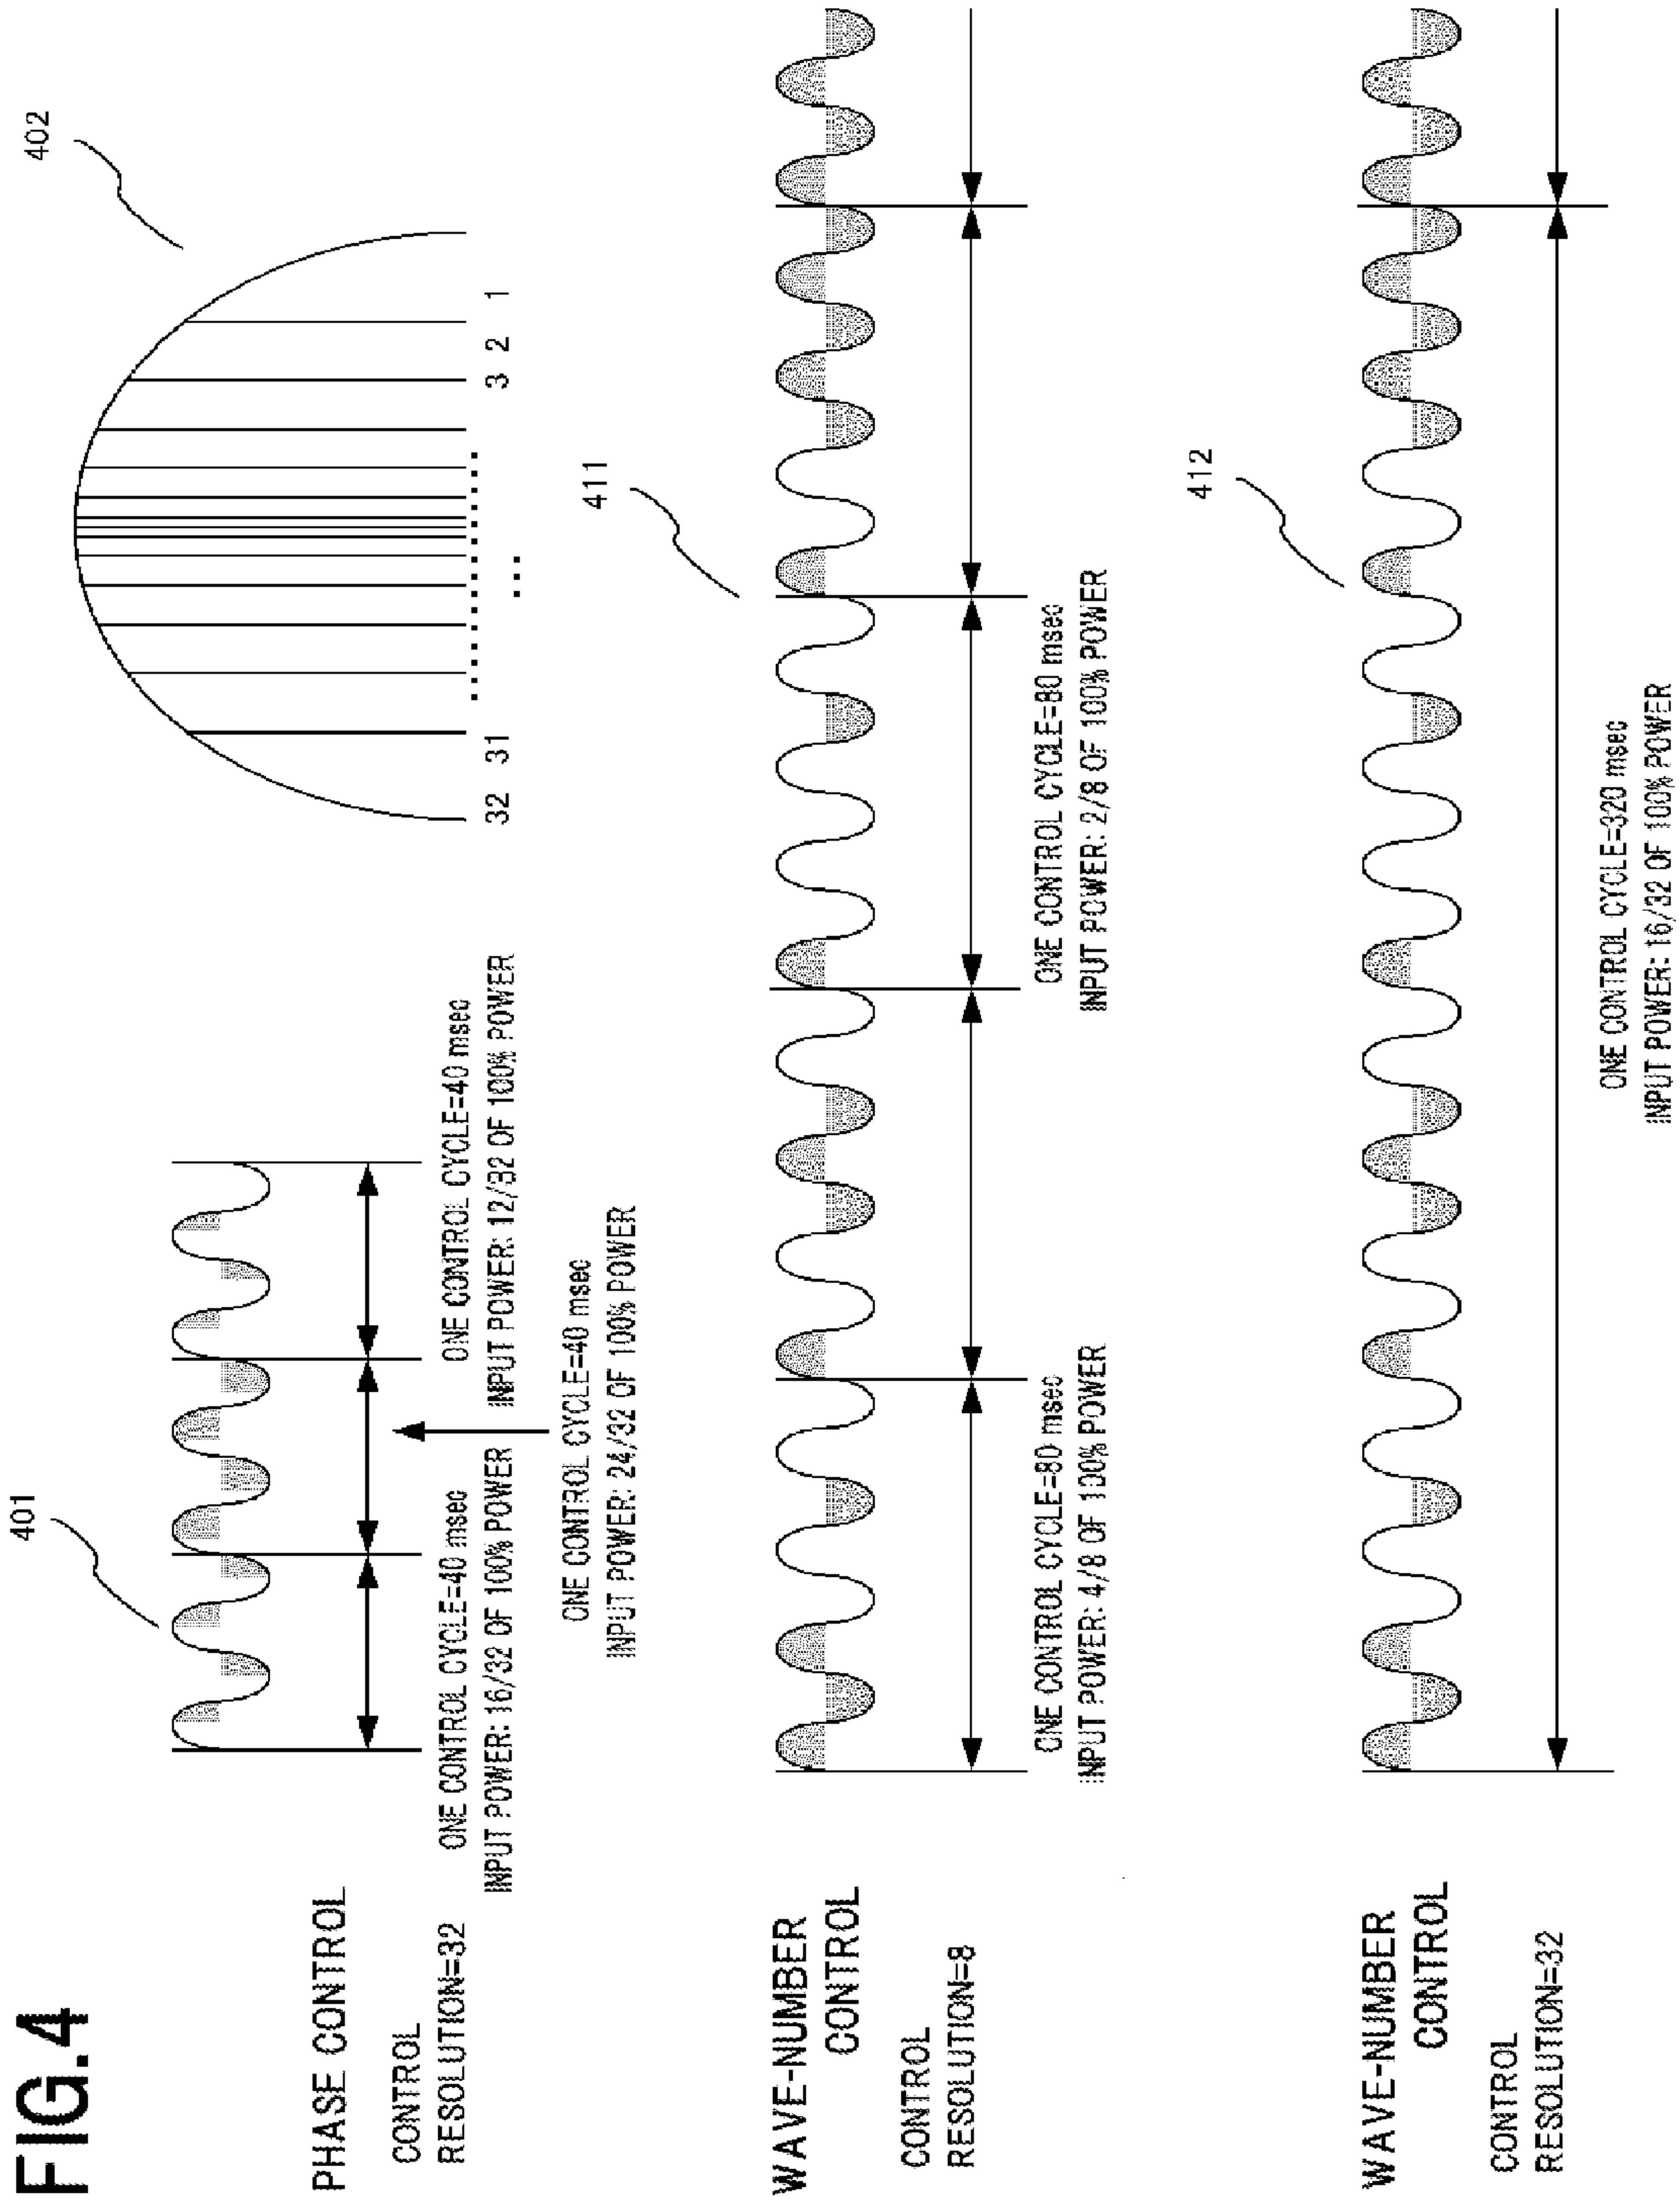 FIG.4
PHASE CONTROL
CONTROL
RESOLUTION=32
401
ONE CONTROL CYCLE=40 msec
INPUT POWER: 16/32 OF 100% POWER
ONE CONTROL CYCLE=40 msec
INPUT POWER: 24/32 OF 100% POWER
ONE CONTROL CYCLE=40 msec
INPUT POWER: 12/32 OF 100% POWER
402
32 31 ... 3 2 1
WAVE-NUMBER
CONTROL
CONTROL
RESOLUTION=8
411
ONE CONTROL CYCLE=80 msec
INPUT POWER: 4/8 OF 100% POWER
ONE CONTROL CYCLE=80 msec
INPUT POWER: 2/8 OF 100% POWER
WAVE-NUMBER
CONTROL
CONTROL
RESOLUTION=32
412
ONE CONTROL CYCLE=320 msec
INPUT POWER: 16/32 OF 100% POWER